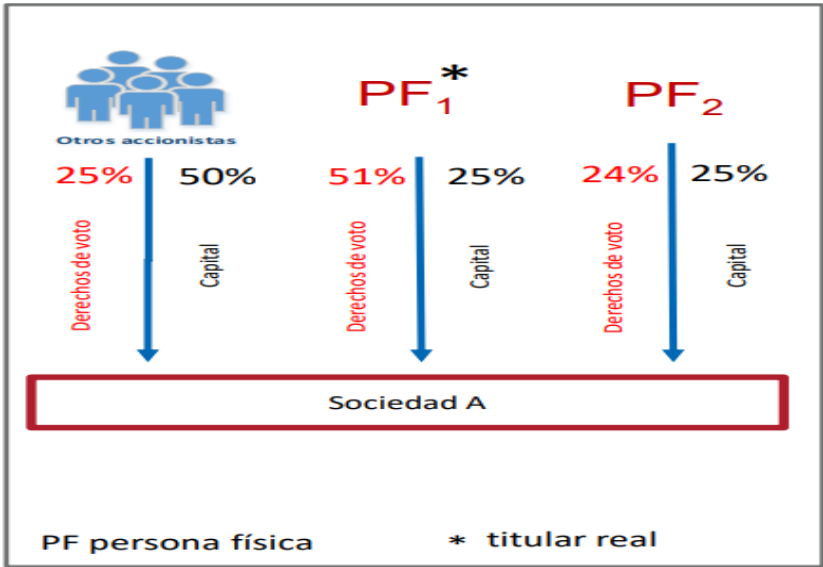 PF₁* PF₂
Otros accionistas
25% 50% 51% 25% 24% 25%
Derechos de voto Capital Derechos de voto Capital Derechos de voto Capital
Sociedad A
PF persona física * titular real